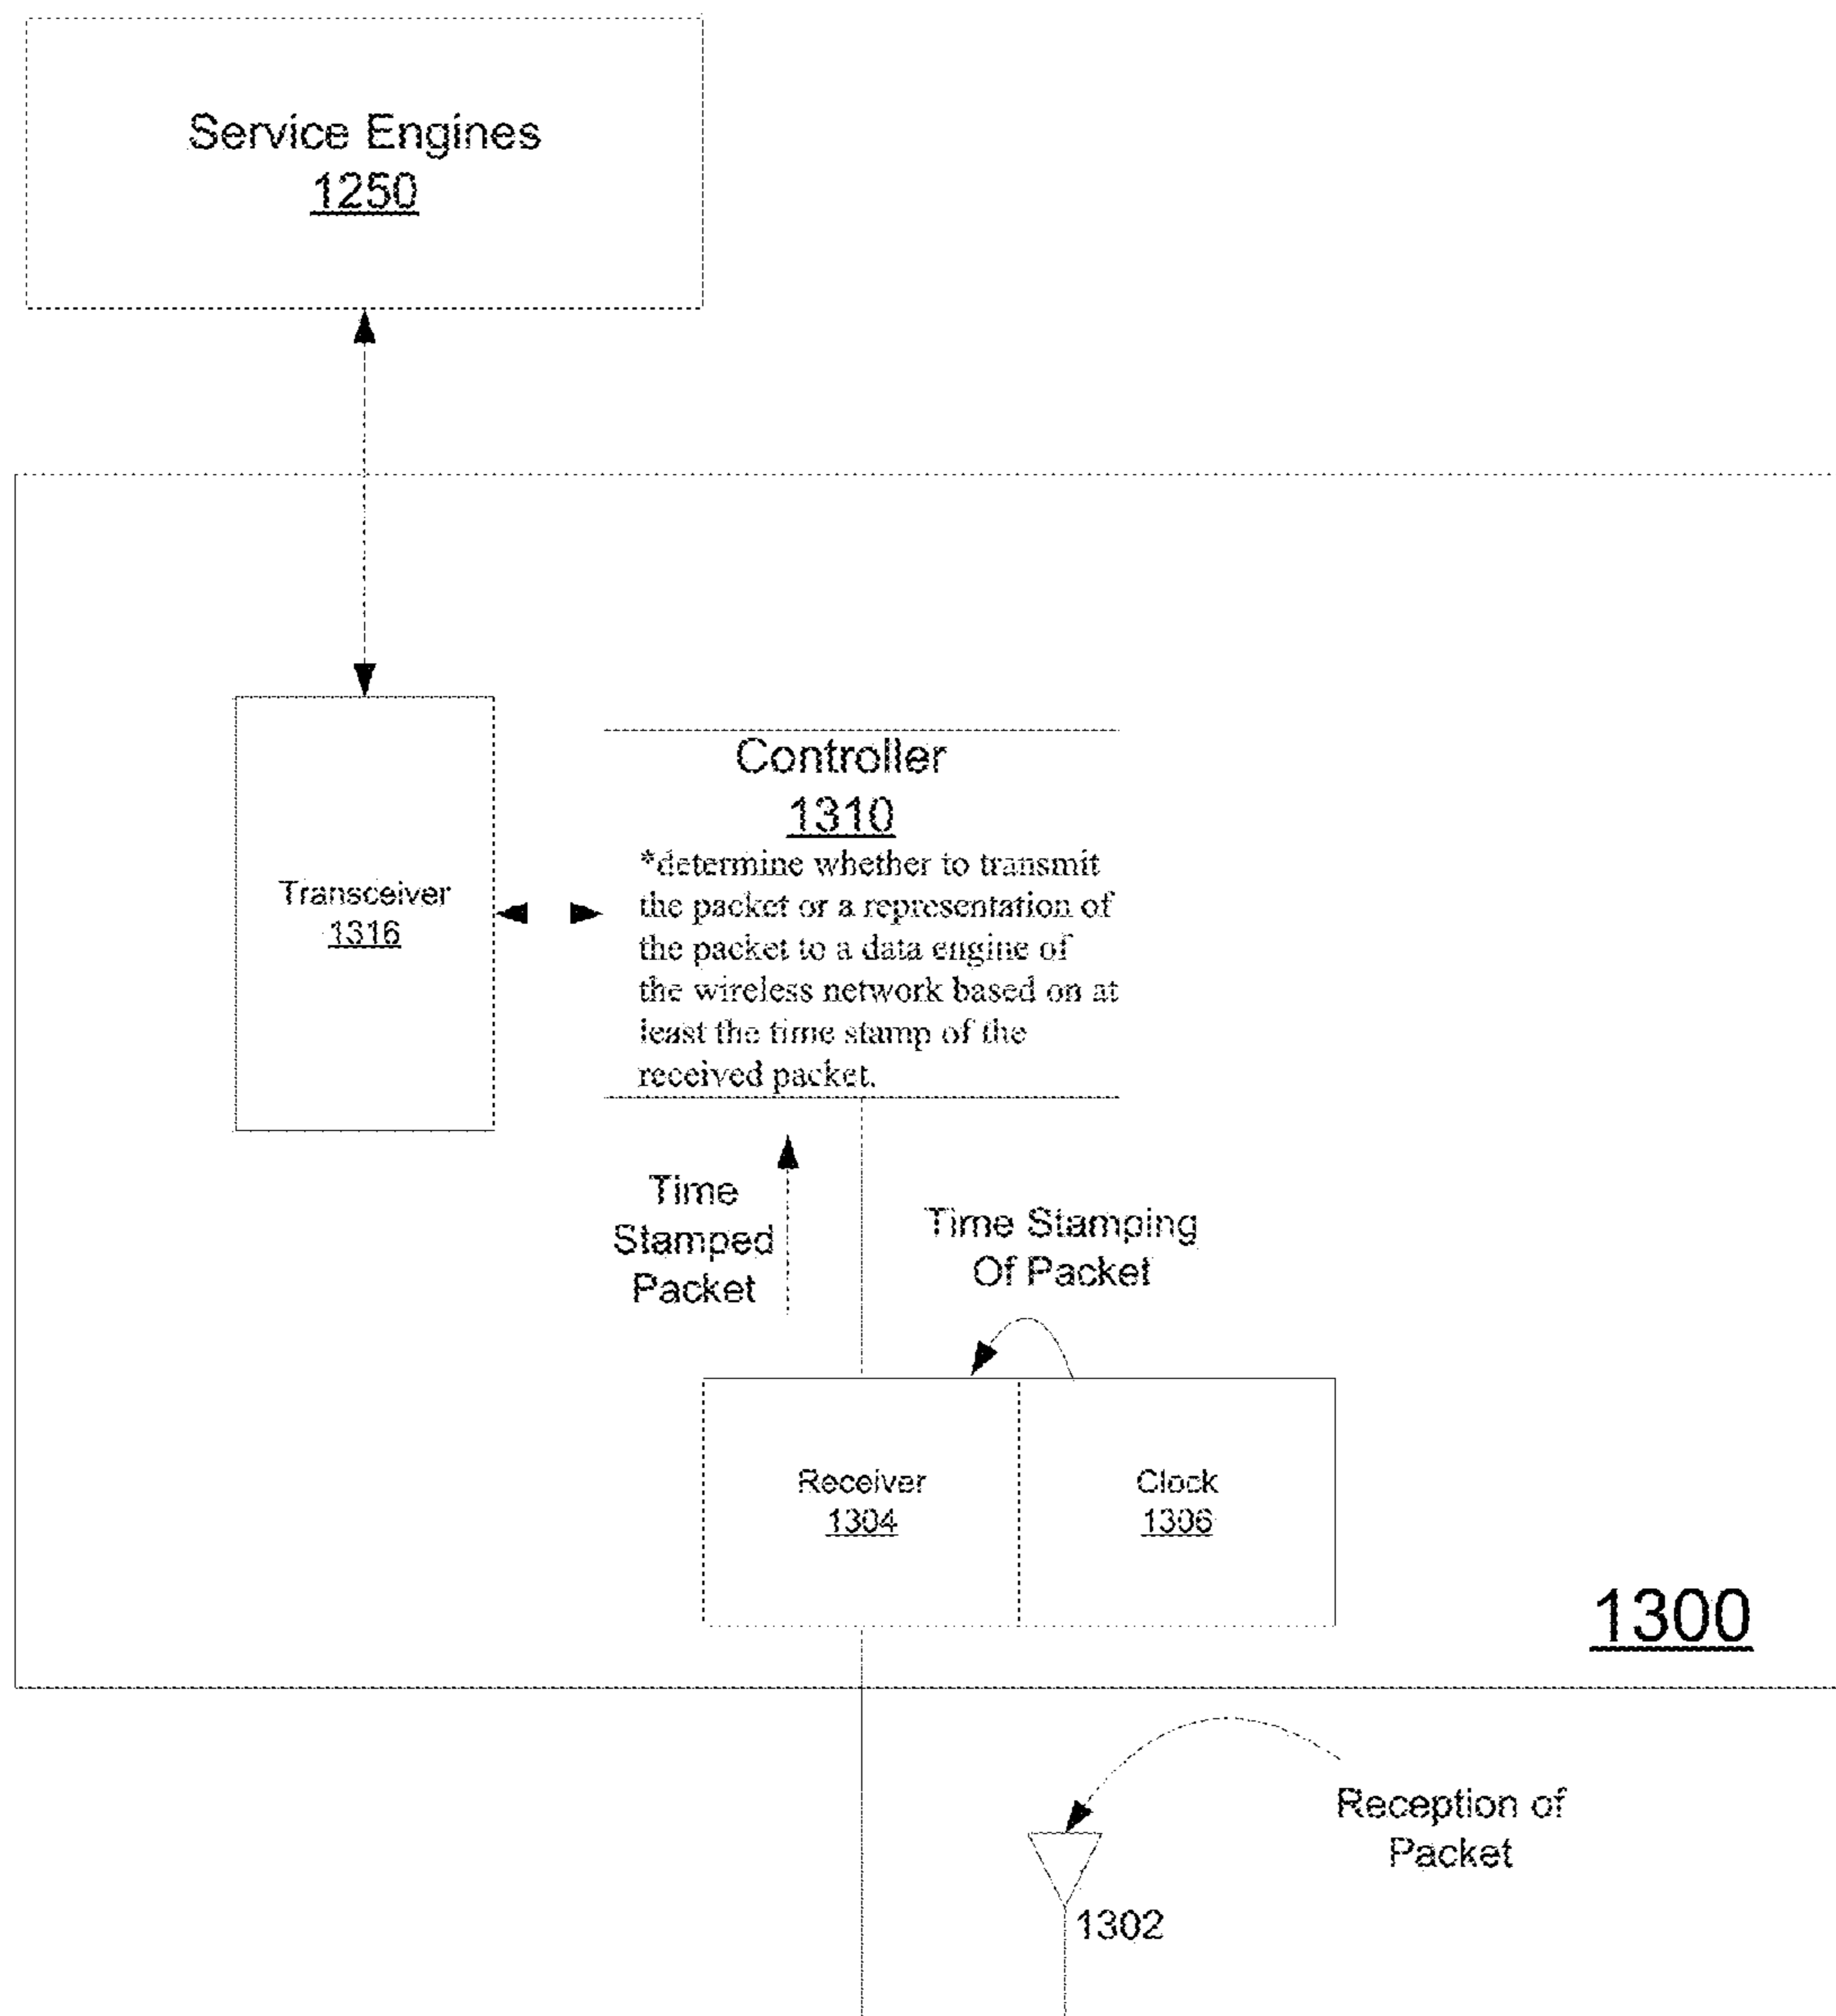 Service Engines
1250
Controller
1310
*determine whether to transmit
the packet or a representation of
the packet to a data engine of
the wireless network based on at
least the time stamp of the
received packet.
Transceiver
1316
Time
Stamped
Packet
Time Stamping
Of Packet
Receiver
1304
Clock
1306
1300
Reception of
Packet
1302